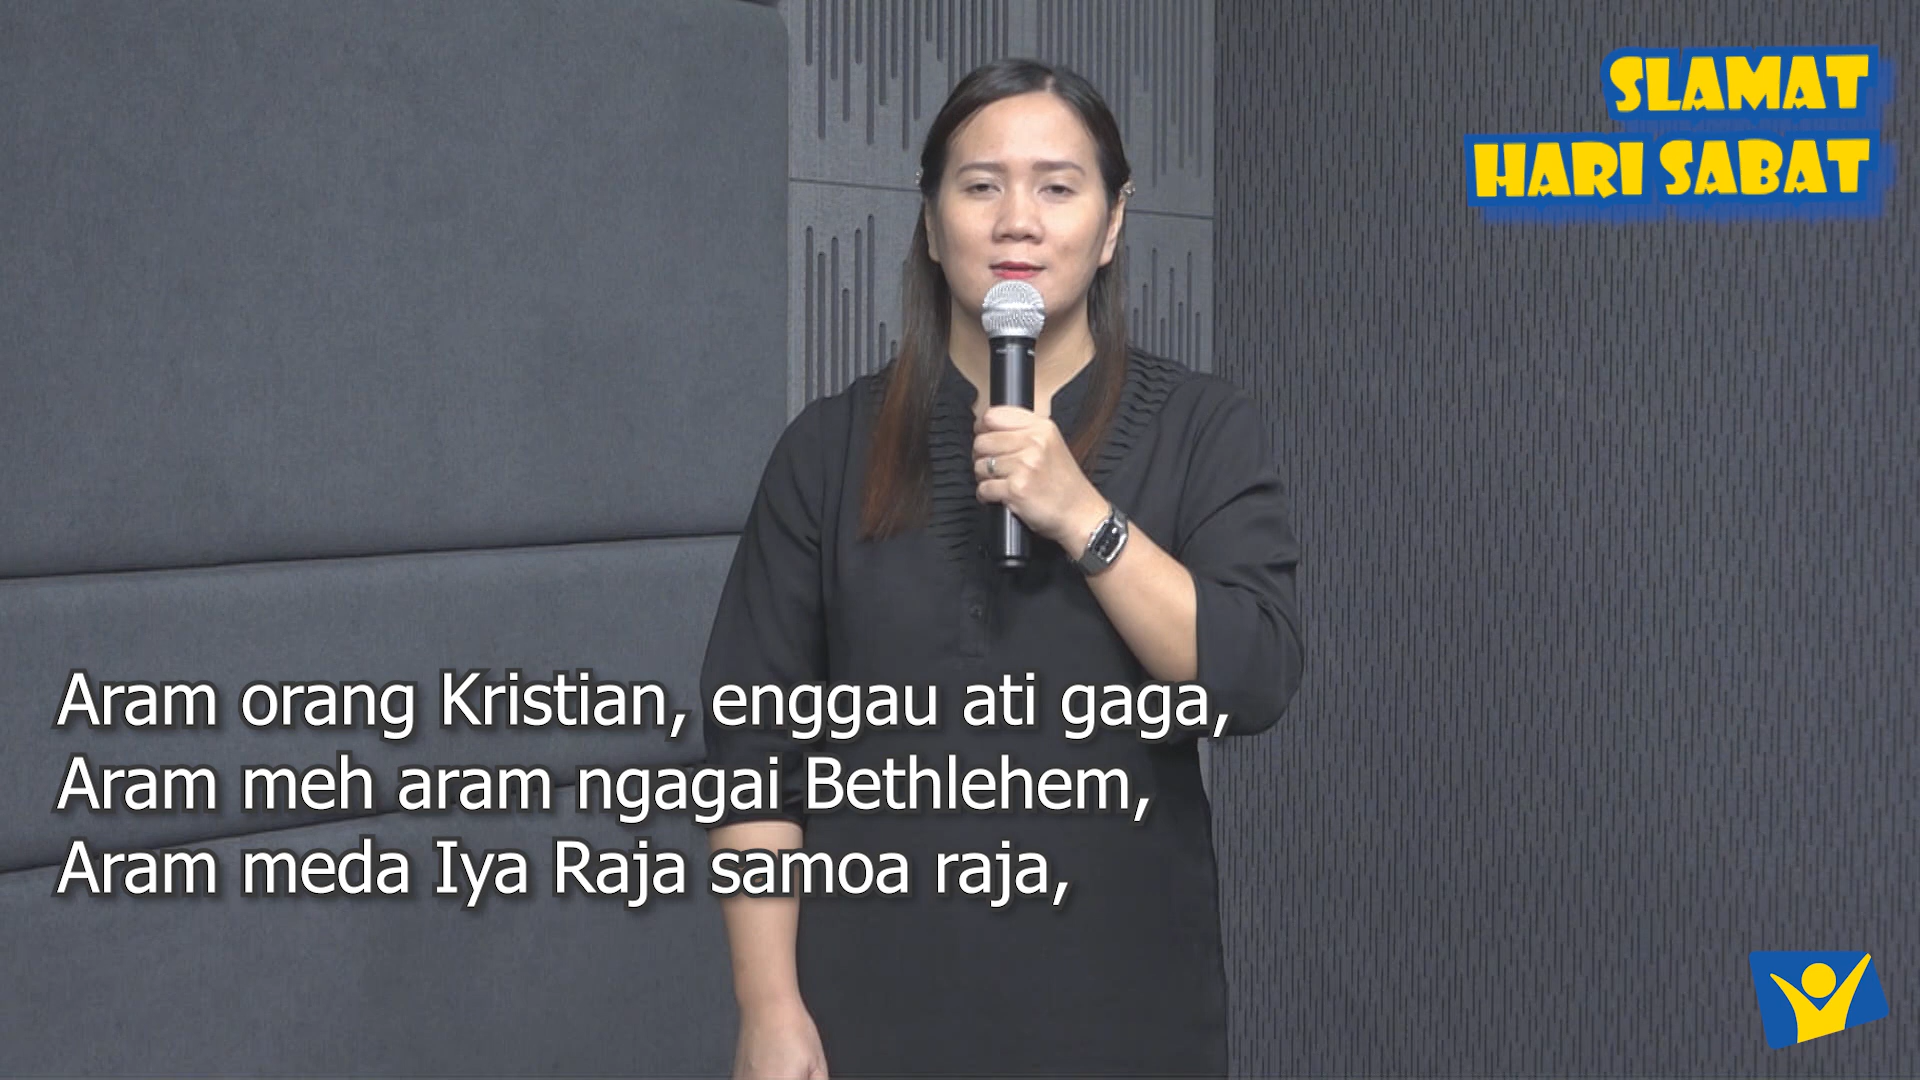 SLAMAT
HARI SABAT
Aram orang Kristian, enggau ati gaga,
Aram meh aram ngagai Bethlehem,
Aram meda Iya Raja samoa raja,